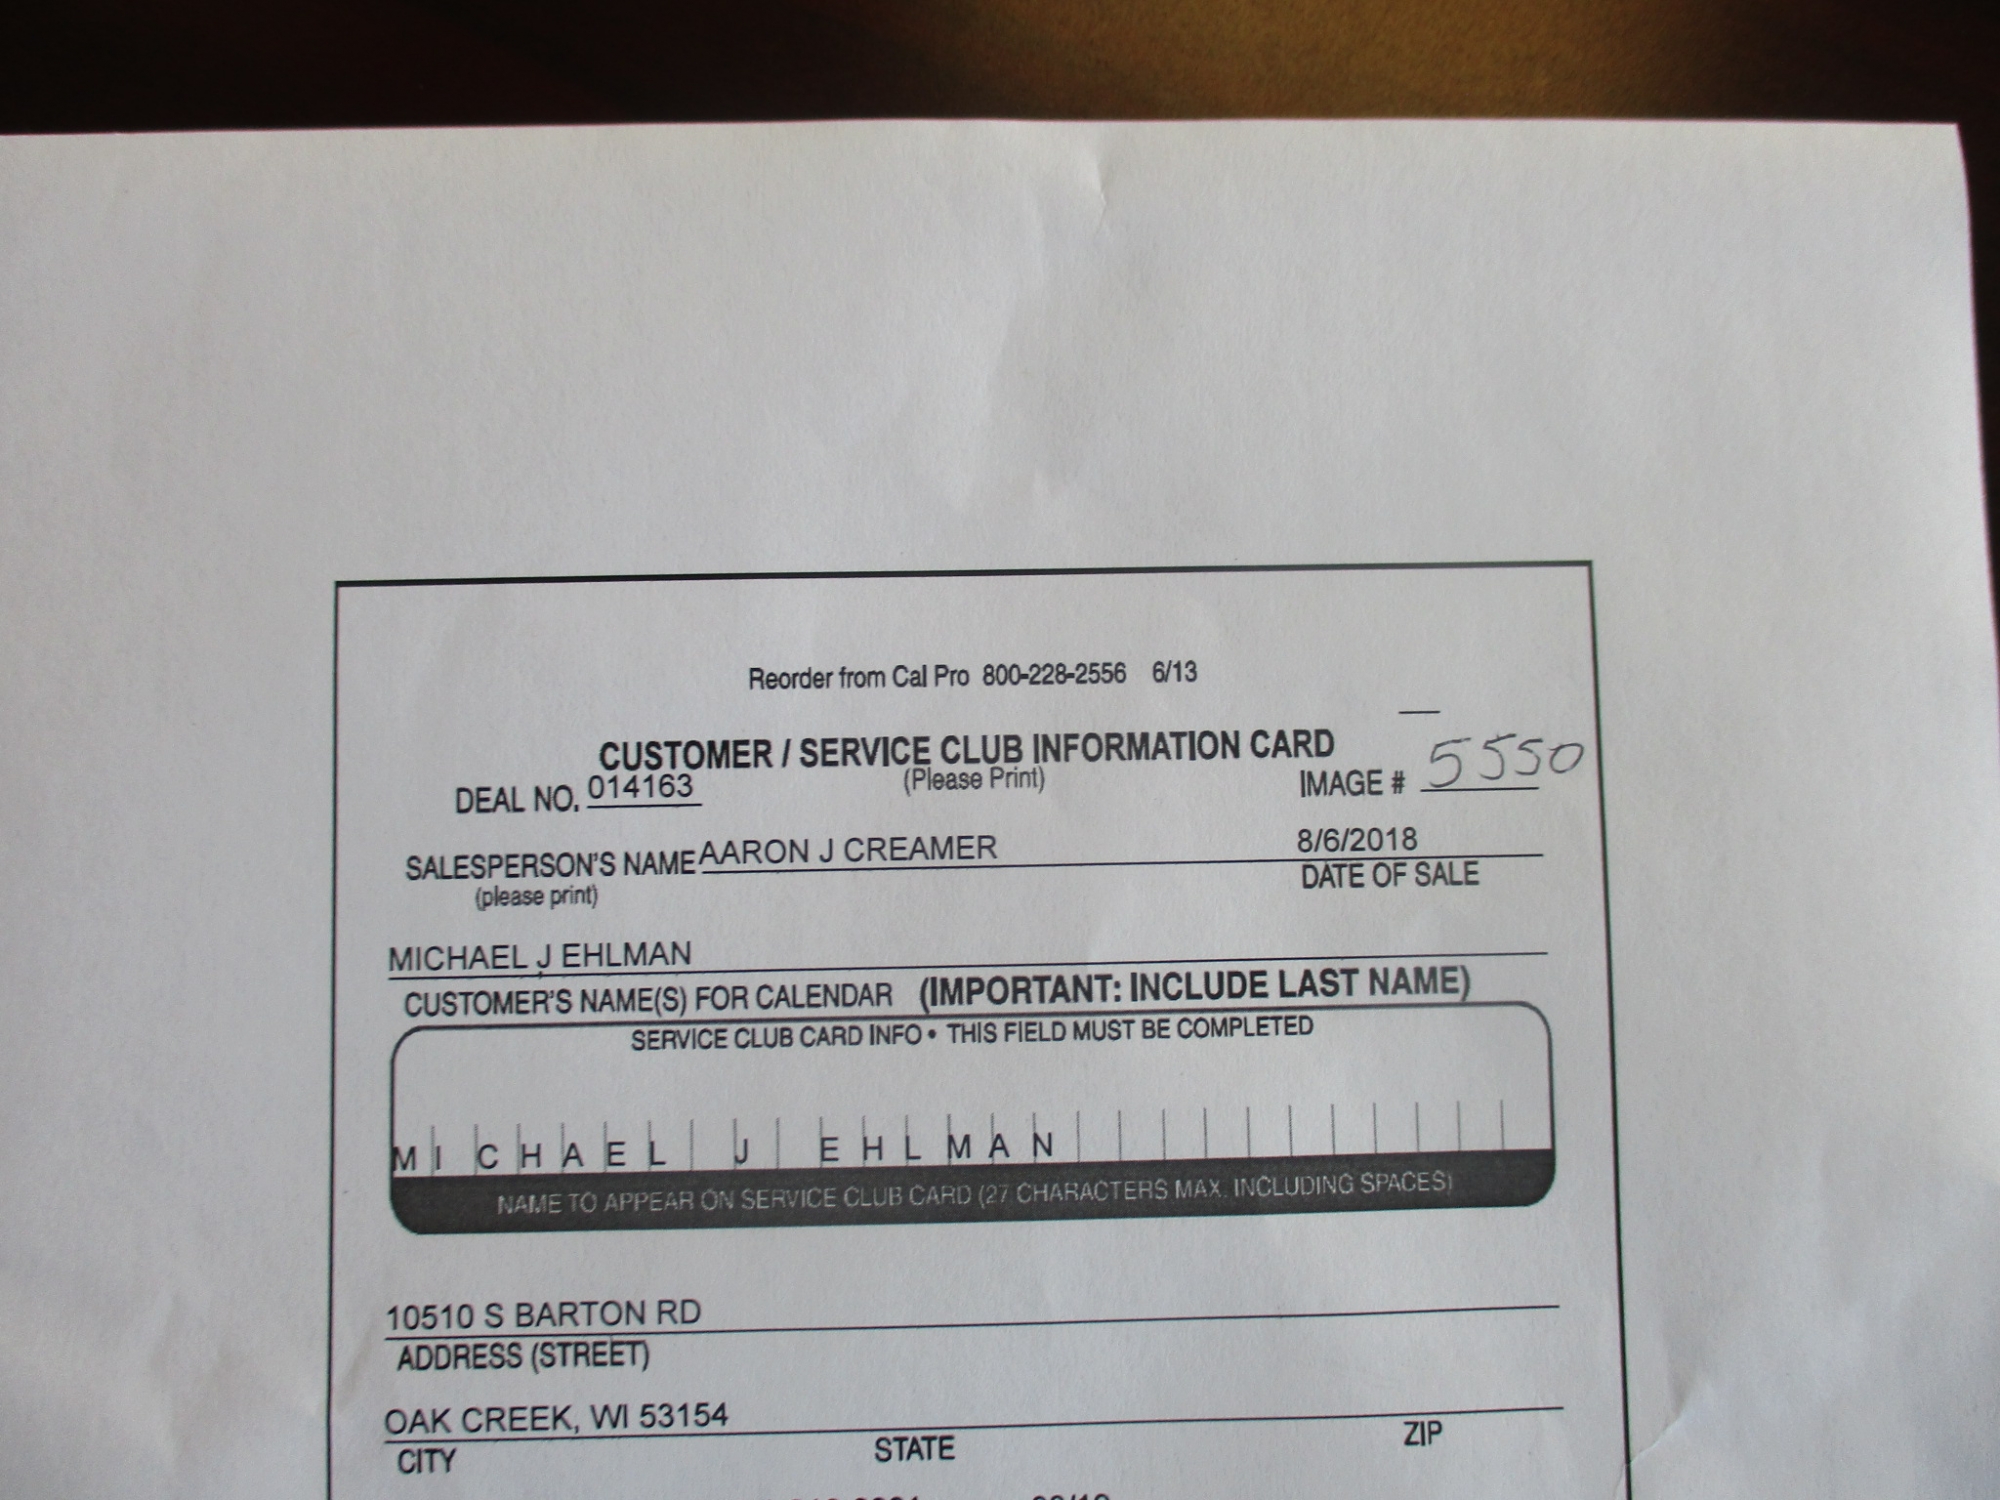 Reorder from Cal Pro 800-228-2556 6/13
CUSTOMER / SERVICE CLUB INFORMATION CARD
(Please Print)
DEAL NO. 014163 IMAGE # 5550
SALESPERSON'S NAME AARON J CREAMER 8/6/2018
(please print) DATE OF SALE
MICHAEL J EHLMAN
CUSTOMER'S NAME(S) FOR CALENDAR (IMPORTANT: INCLUDE LAST NAME)
SERVICE CLUB CARD INFO • THIS FIELD MUST BE COMPLETED
MICHAEL J EHLMAN
NAME TO APPEAR ON SERVICE CLUB CARD (27 CHARACTERS MAX. INCLUDING SPACES)
10510 S BARTON RD
ADDRESS (STREET)
OAK CREEK, WI 53154
CITY STATE ZIP